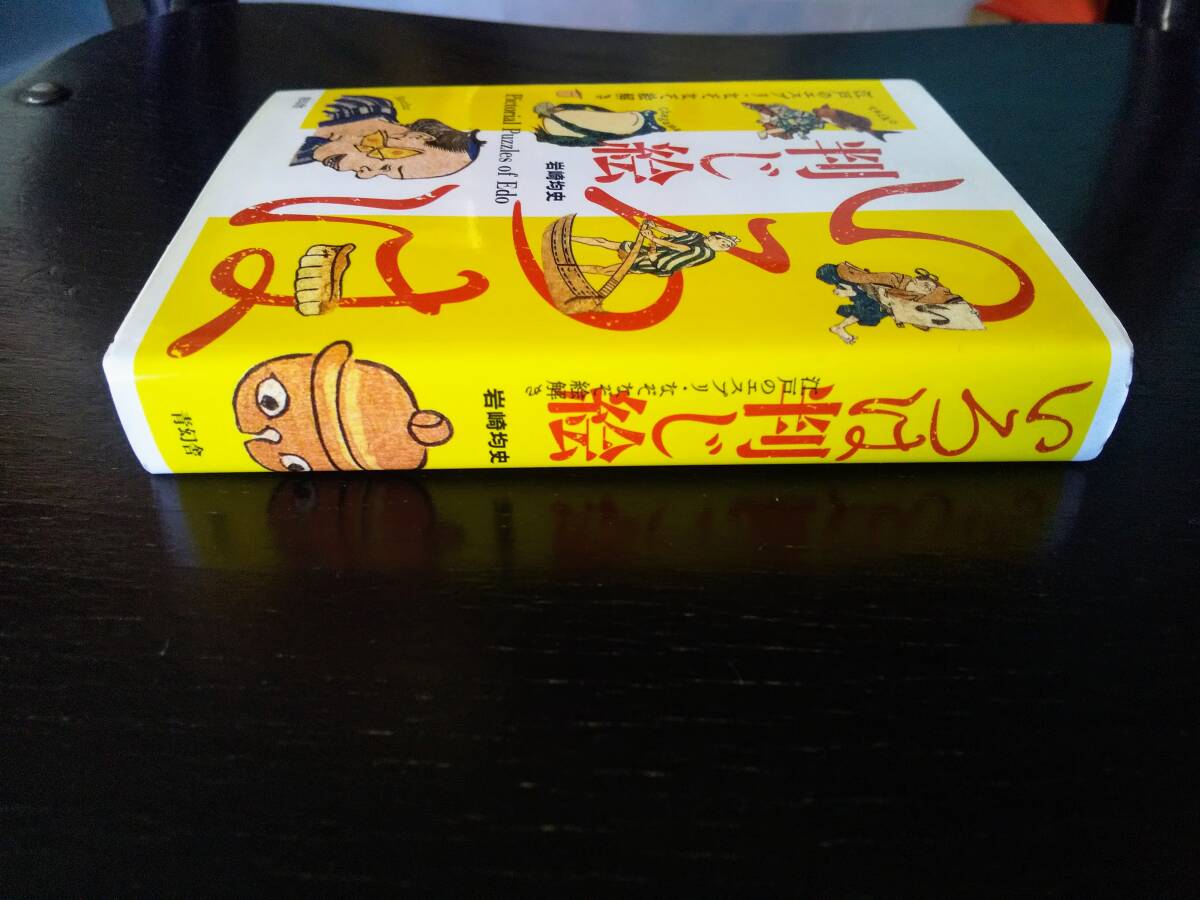 いろは
判じ絵
江戸のエスプリ・なぞなぞ絵解き
岩崎均史
Pictorial Puzzles of Edo
いろは判じ絵
江戸のエスプリ・なぞなぞ絵解き
岩崎均史
青幻舎